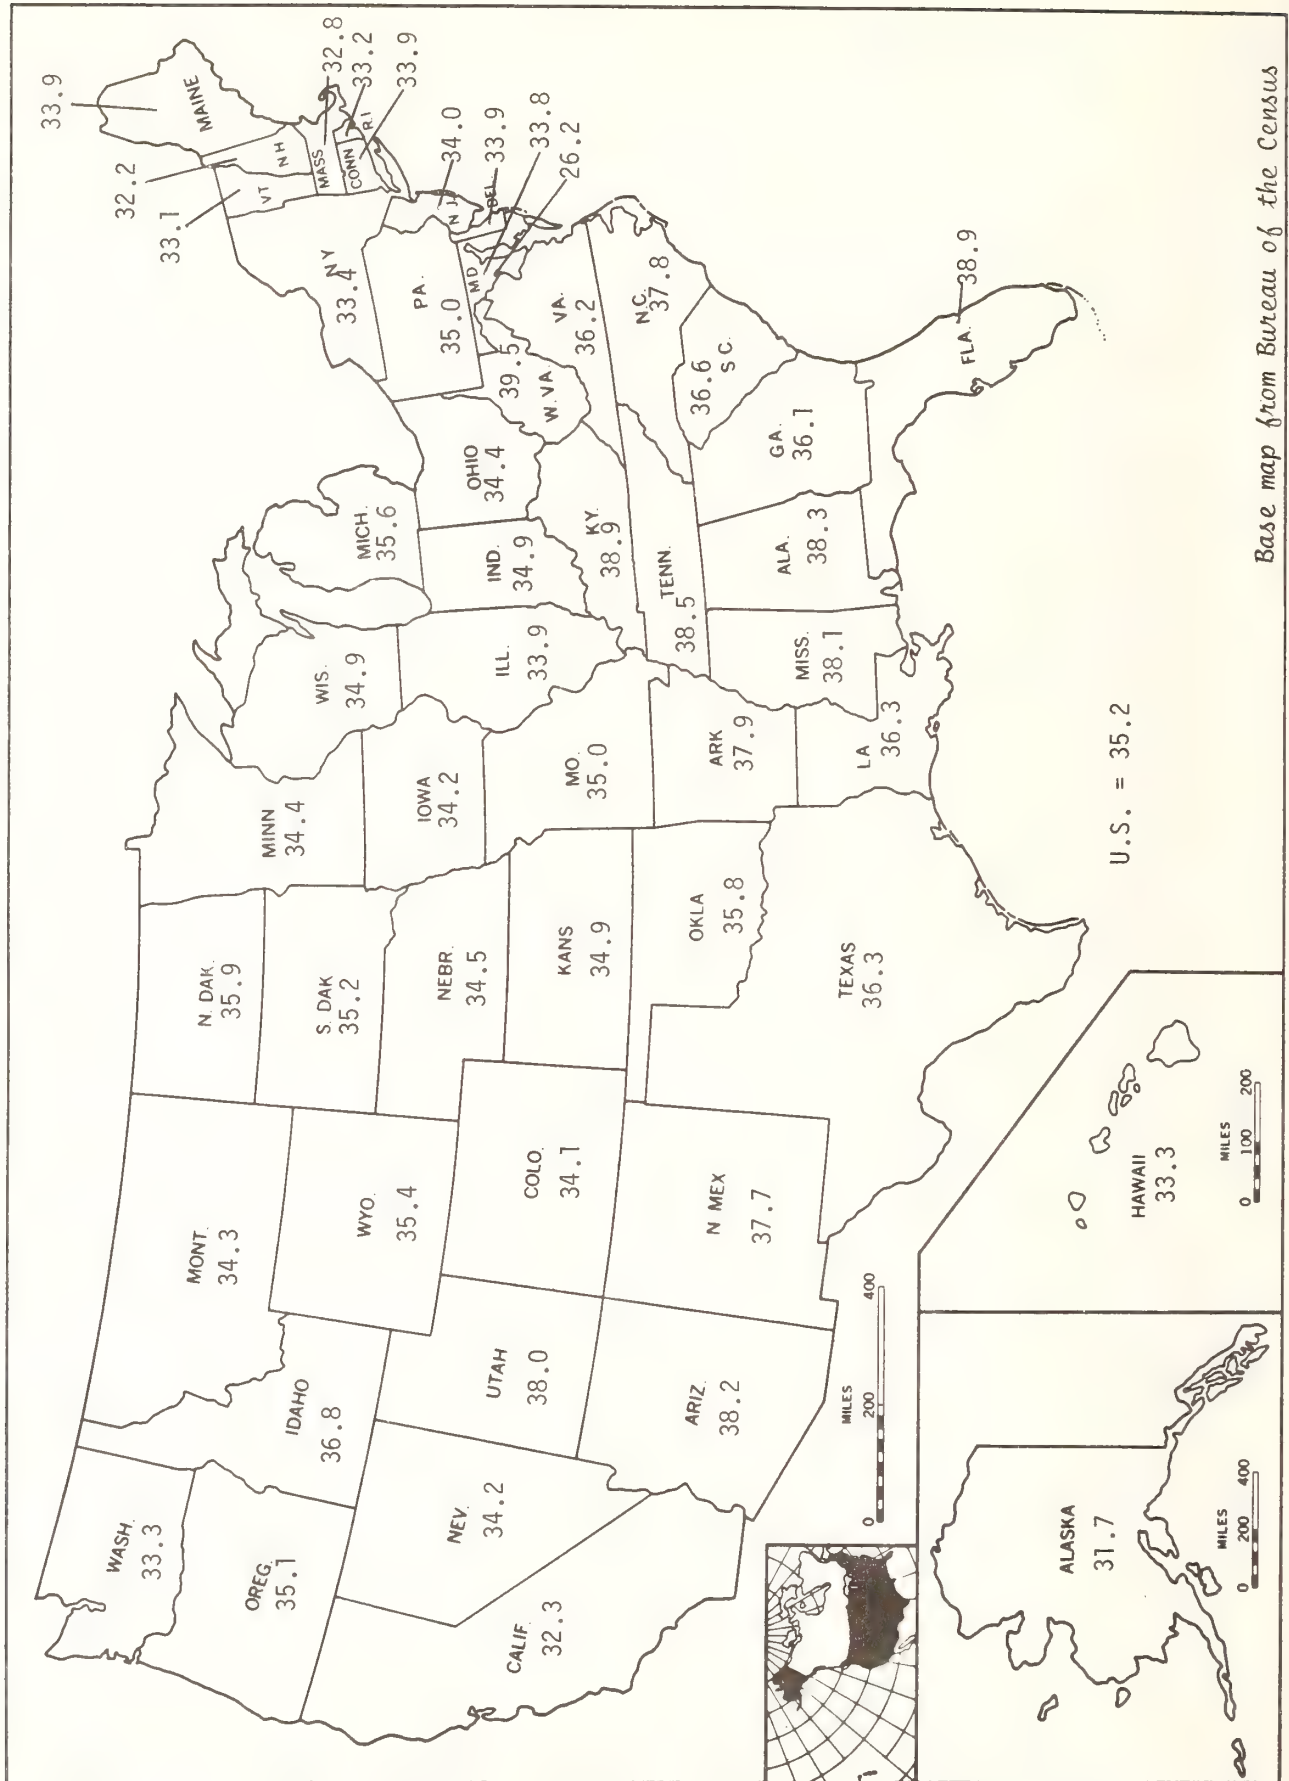 WASH.
33.3
OREG.
35.1
CALIF.
32.3
IDAHO
36.8
NEV.
34.2
MONT.
34.3
WYO.
35.4
UTAH
38.0
COLO.
34.1
ARIZ.
38.2
N MEX
37.7
N. DAK.
35.9
S. DAK
35.2
NEBR.
34.5
KANS
34.9
OKLA
35.8
TEXAS
36.3
MINN
34.4
IOWA
34.2
MO.
35.0
ARK
37.9
LA
36.3
WIS.
34.9
ILL.
33.9
MICH.
35.6
IND.
34.9
OHIO
34.4
KY.
38.9
TENN.
38.5
MISS.
38.1
ALA.
38.3
GA.
36.1
FLA.
38.9
S C.
36.6
N.C.
37.8
VA.
36.2
W. VA.
39.5
PA.
35.0
NY
33.4
VT
33.1
N H
32.2
MAINE
33.9
MASS
32.8
R.I.
33.2
CONN
33.9
N J.
34.0
DEL.
33.9
MD
33.8
26.2
U.S. = 35.2
MILES
0 200 400
ALASKA
31.7
MILES
0 200 400
HAWAII
33.3
MILES
0 100 200
Base map from Bureau of the Census